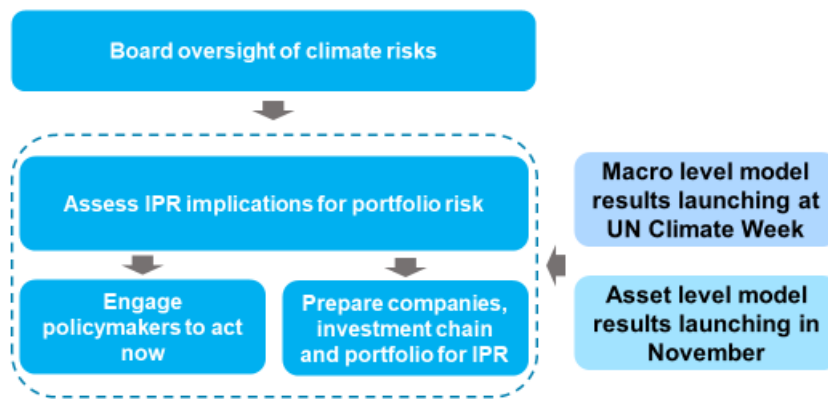 Board oversight of climate risks
Assess IPR implications for portfolio risk
Engage
policymakers to act
now
Prepare companies,
investment chain
and portfolio for IPR
Macro level model
results launching at
UN Climate Week
Asset level model
results launching in
November